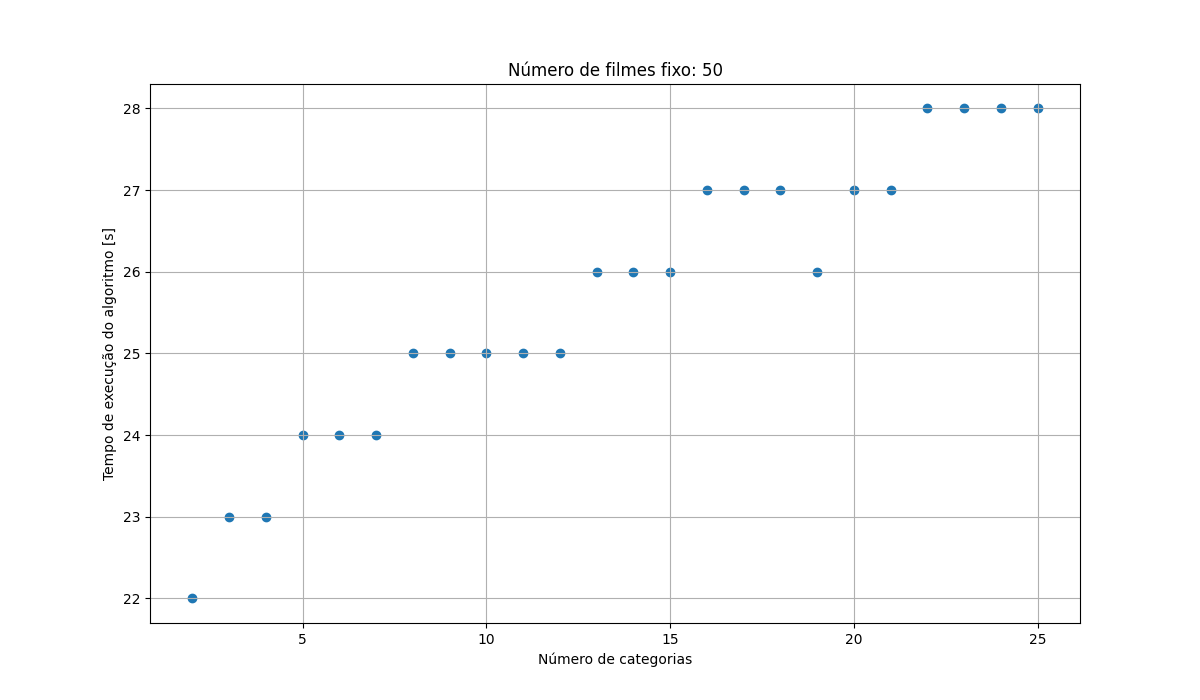 Número de filmes fixo: 50
Tempo de execução do algoritmo [s]
28
27
26
25
24
23
22
5 10 15 20 25
Número de categorias